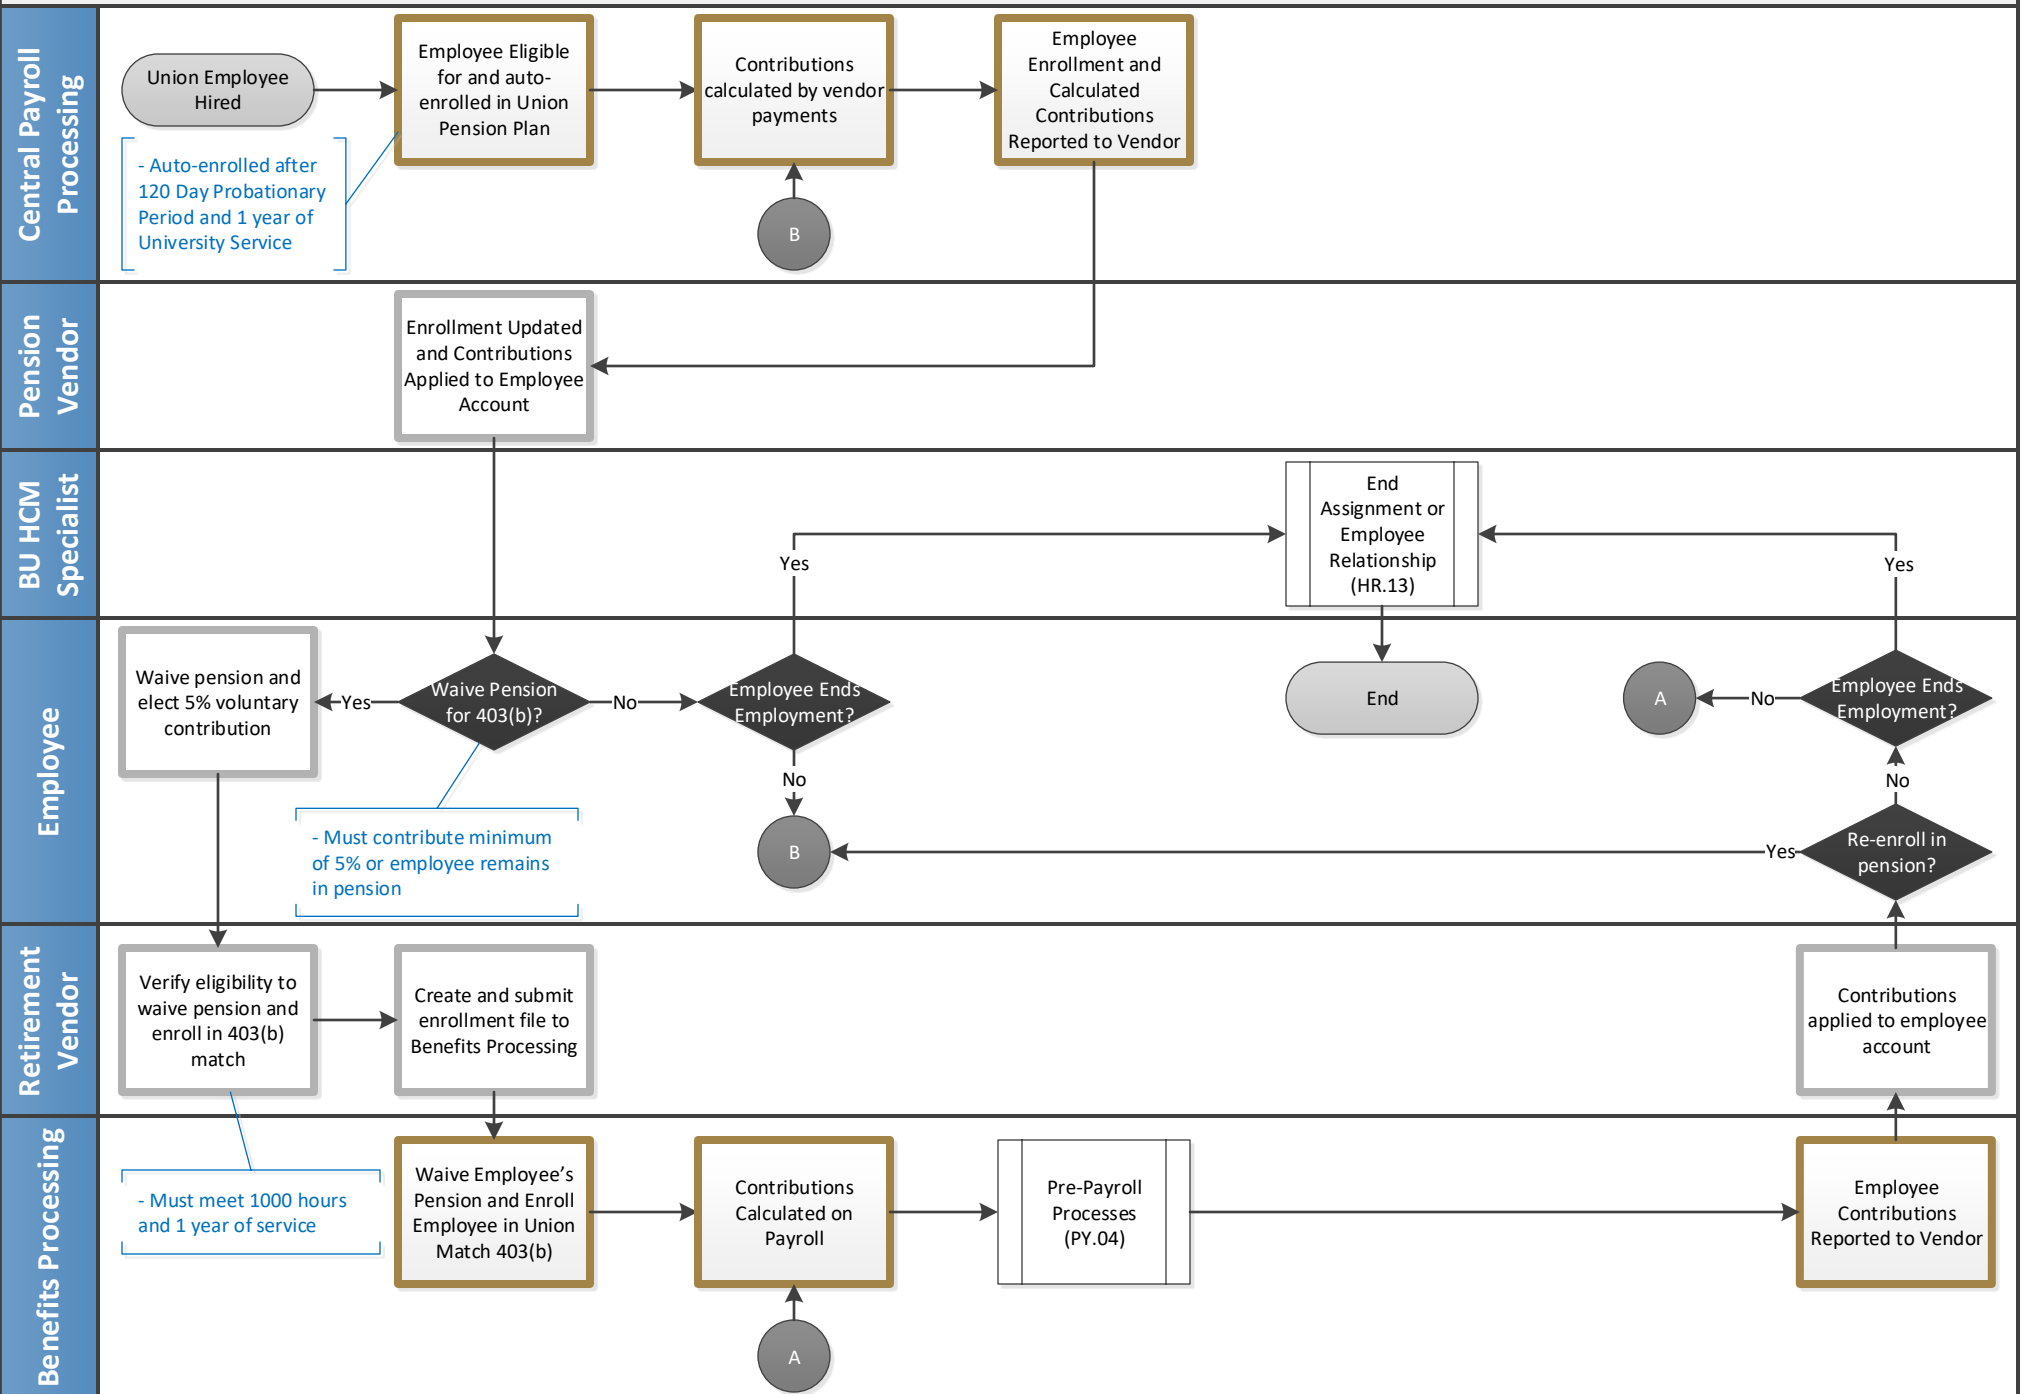 Central Payroll
Processing
Union Employee
Hired
- Auto-enrolled after
120 Day Probationary
Period and 1 year of
University Service
Employee Eligible
for and auto-
enrolled in Union
Pension Plan
Contributions
calculated by vendor
payments
B
Employee
Enrollment and
Calculated
Contributions
Reported to Vendor
Pension
Vendor
Enrollment Updated
and Contributions
Applied to Employee
Account
BU HCM
Specialist
Yes
End
Assignment or
Employee
Relationship
(HR.13)
Yes
Employee
Waive pension and
elect 5% voluntary
contribution
Yes
Waive Pension
for 403(b)?
No
Employee Ends
Employment?
No
End
A
No
Employee Ends
Employment?
No
- Must contribute minimum
of 5% or employee remains
in pension
B
Yes
Re-enroll in
pension?
Retirement
Vendor
Verify eligibility to
waive pension and
enroll in 403(b)
match
Create and submit
enrollment file to
Benefits Processing
Contributions
applied to employee
account
Benefits Processing
- Must meet 1000 hours
and 1 year of service
Waive Employee's
Pension and Enroll
Employee in Union
Match 403(b)
Contributions
Calculated on
Payroll
A
Pre-Payroll
Processes
(PY.04)
Employee
Contributions
Reported to Vendor